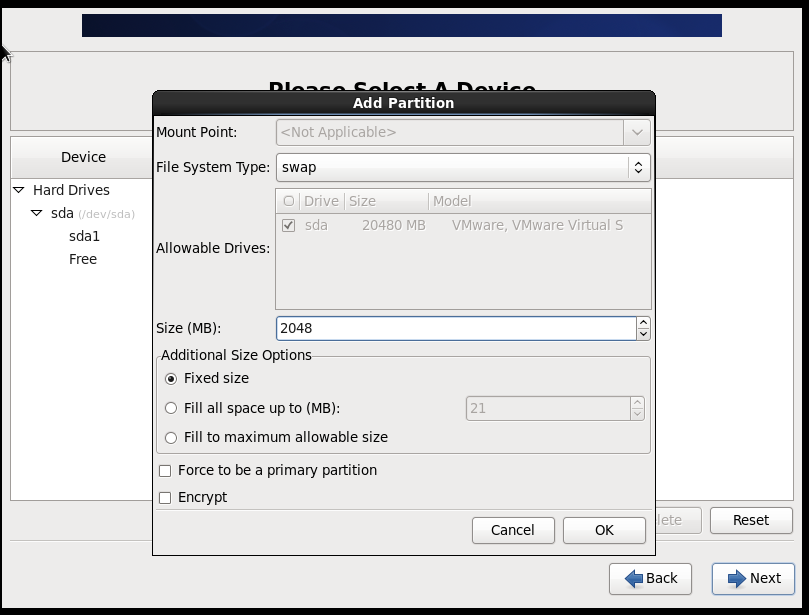 Please Select A Device
Add Partition
Mount Point: <Not Applicable>
File System Type: swap
Device
Hard Drives
sda (/dev/sda)
sda1
Free
Allowable Drives:
Drive Size Model
sda 20480 MB VMware, VMware Virtual S
Size (MB): 2048
Additional Size Options
Fixed size
Fill all space up to (MB): 21
Fill to maximum allowable size
Force to be a primary partition
Encrypt
Cancel OK
lete Reset
Back Next